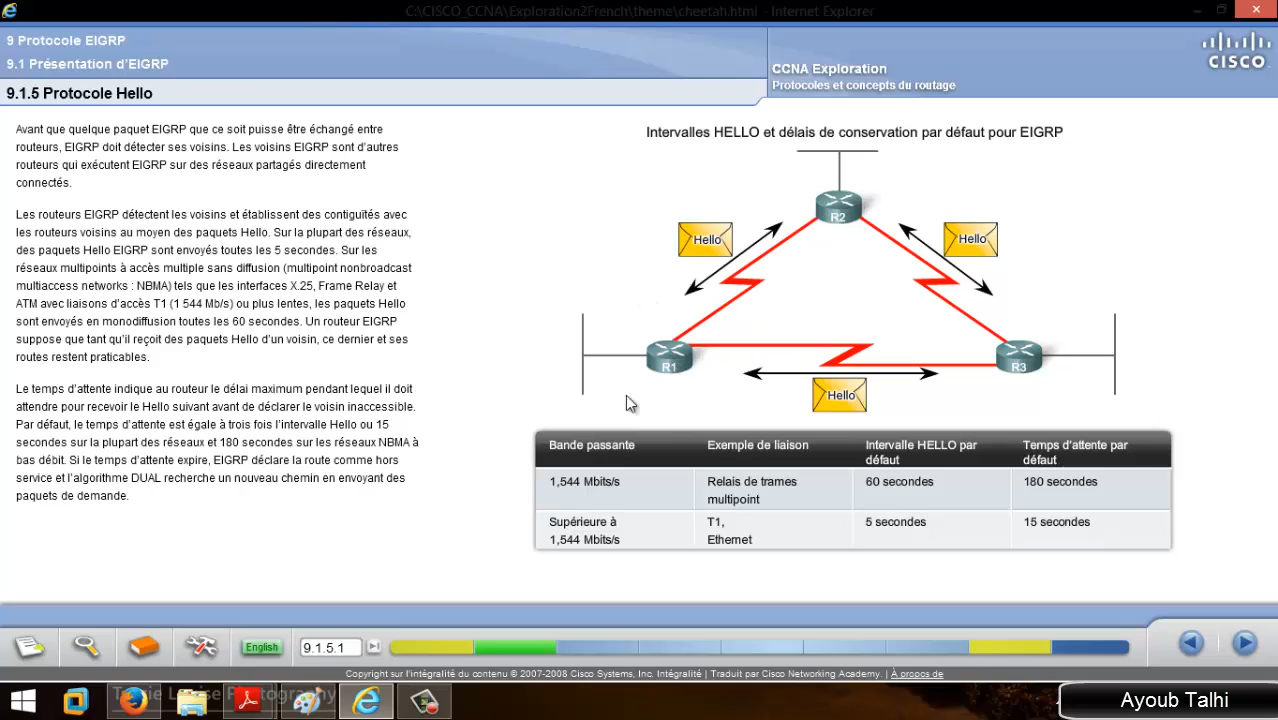 C:\CISCO_CCNA\Exploration2French\theme\cheetah.html - Internet Explorer
9 Protocole EIGRP
9.1 Présentation d'EIGRP
9.1.5 Protocole Hello
CCNA Exploration
Protocoles et concepts du routage
CISCO
Avant que quelque paquet EIGRP que ce soit puisse être échangé entre
routeurs, EIGRP doit détecter ses voisins. Les voisins EIGRP sont d'autres
routeurs qui exécutent EIGRP sur des réseaux partagés directement
connectés.
Les routeurs EIGRP détectent les voisins et établissent des contiguïtés avec
les routeurs voisins au moyen des paquets Hello. Sur la plupart des réseaux,
des paquets Hello EIGRP sont envoyés toutes les 5 secondes. Sur les
réseaux multipoints à accès multiple sans diffusion (multipoint nonbroadcast
multiaccess networks : NBMA) tels que les interfaces X.25, Frame Relay et
ATM avec liaisons d'accès T1 (1 544 Mb/s) ou plus lentes, les paquets Hello
sont envoyés en monodiffusion toutes les 60 secondes. Un routeur EIGRP
suppose que tant qu'il reçoit des paquets Hello d'un voisin, ce dernier et ses
routes restent praticables.
Le temps d'attente indique au routeur le délai maximum pendant lequel il doit
attendre pour recevoir le Hello suivant avant de déclarer le voisin inaccessible.
Par défaut, le temps d'attente est égale à trois fois l'intervalle Hello ou 15
secondes sur la plupart des réseaux et 180 secondes sur les réseaux NBMA à
bas débit. Si le temps d'attente expire, EIGRP déclare la route comme hors
service et l'algorithme DUAL recherche un nouveau chemin en envoyant des
paquets de demande.
Intervalles HELLO et délais de conservation par défaut pour EIGRP
R2
Hello
Hello
R1
R3
Hello
Bande passante
Exemple de liaison
Intervalle HELLO par
défaut
Temps d'attente par
défaut
1,544 Mbits/s
Relais de trames
multipoint
60 secondes
180 secondes
Supérieure à
1,544 Mbits/s
T1,
Ethernet
5 secondes
15 secondes
English
9.1.5.1
Copyright sur l'intégralité du contenu © 2007-2008 Cisco Systems, Inc. Intégralité | Traduit par Cisco Networking Academy. | À propos de
Photography
Ayoub Talhi